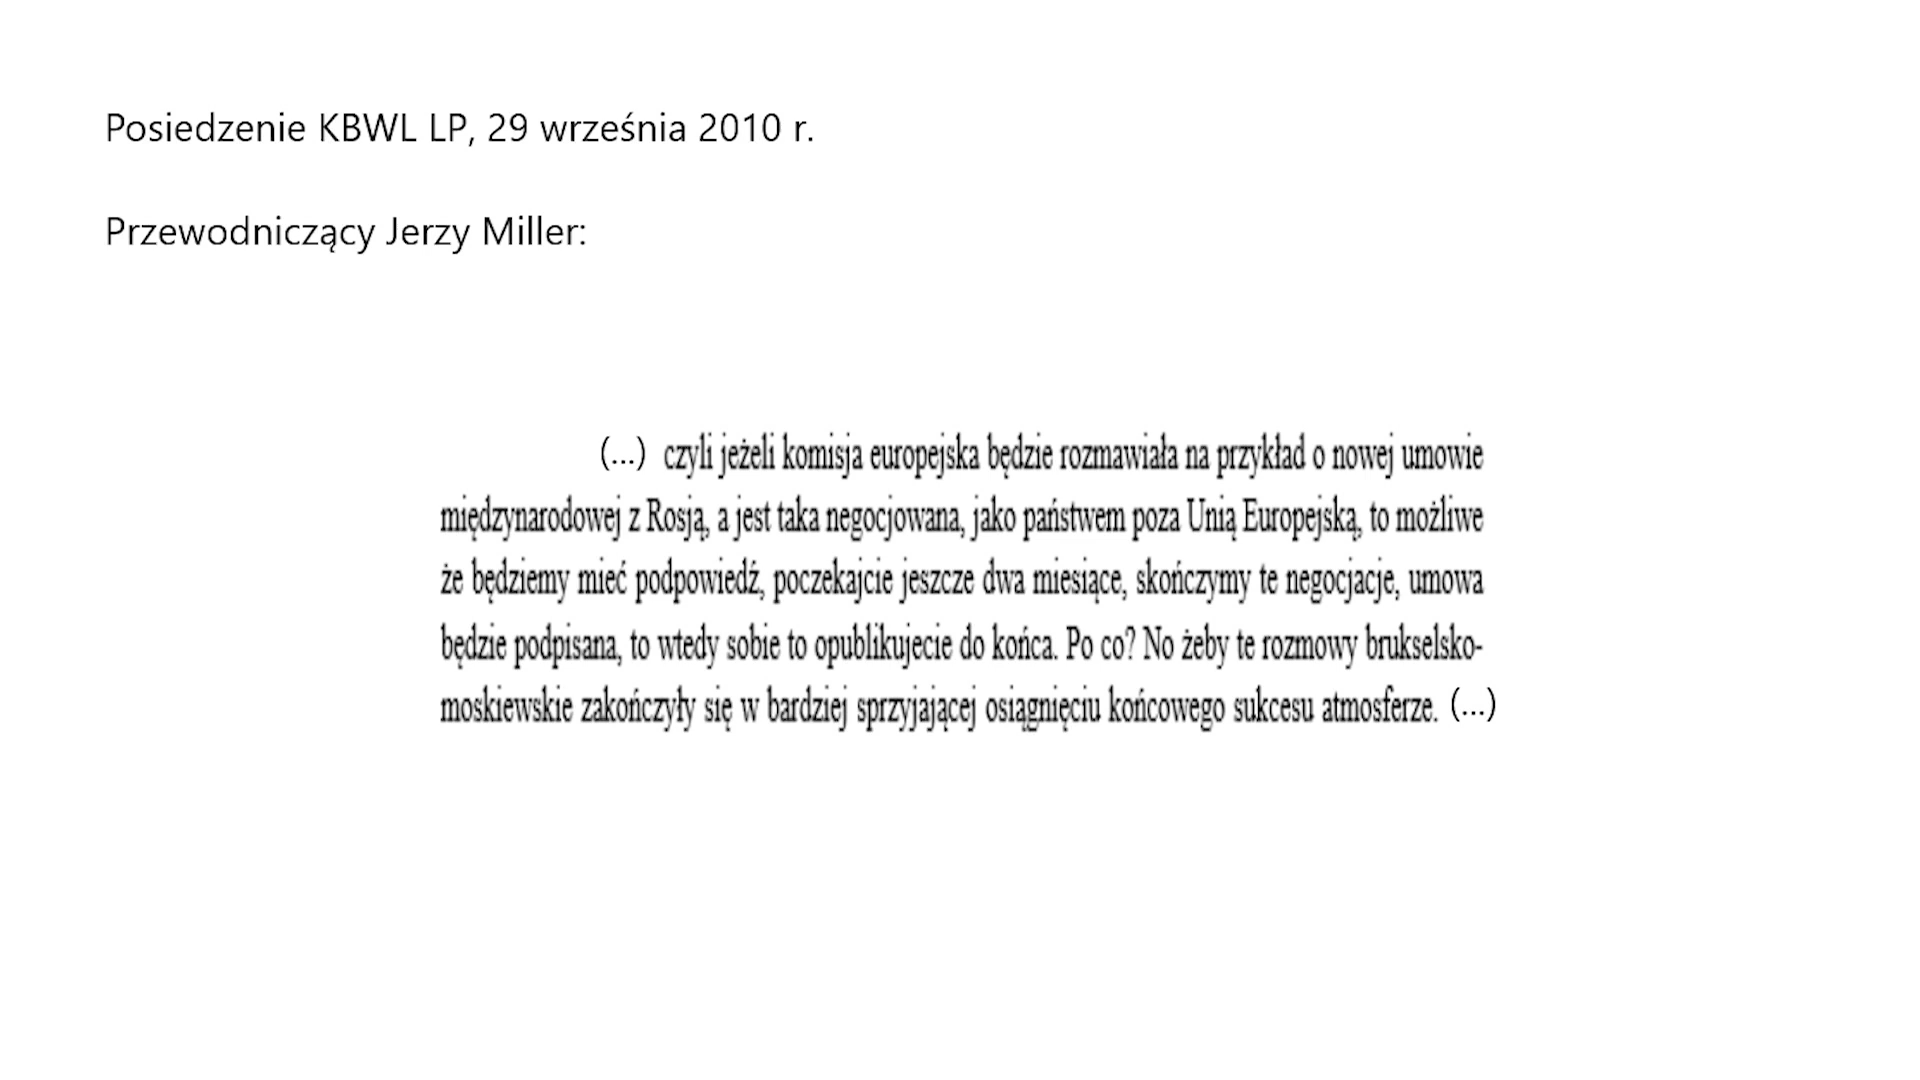 Posiedzenie KBWL LP, 29 września 2010 r.
Przewodniczący Jerzy Miller:
(...) czyli jeżeli komisja europejska będzie rozmawiała na przykład o nowej umowie
międzynarodowej z Rosją, a jest taka negocjowana, jako państwem poza Unią Europejską, to możliwe
że będziemy mieć podpowiedź, poczekajcie jeszcze dwa miesiące, skończymy te negocjacje, umowa
będzie podpisana, to wtedy sobie to opublikujecie do końca. Po co? No żeby te rozmowy brukselsko-
moskiewskie zakończyły się w bardziej sprzyjającej osiągnięciu końcowego sukcesu atmosferze. (...)